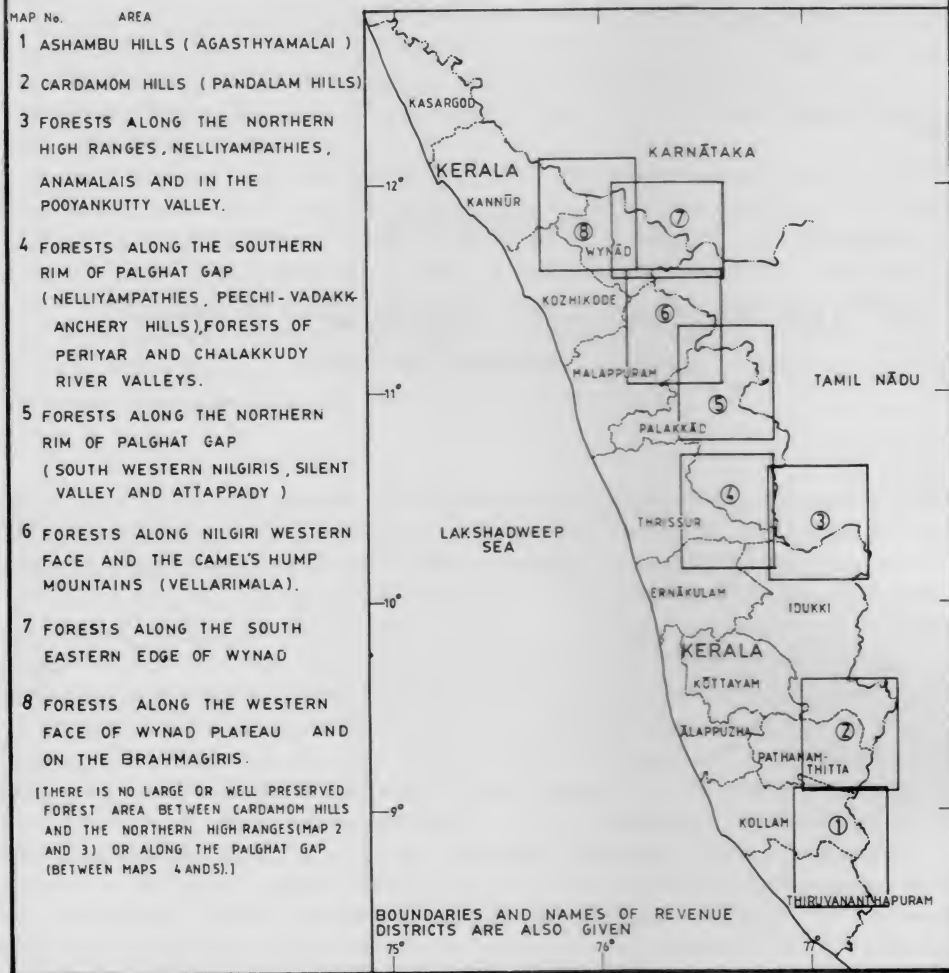 MAP No. AREA
1 ASHAMBU HILLS ( AGASTHYAMALAI )
2 CARDAMOM HILLS ( PANDALAM HILLS)
3 FORESTS ALONG THE NORTHERN
HIGH RANGES, NELLIYAMPATHIES,
ANAMALAIS AND IN THE
POOYANKUTTY VALLEY.
4 FORESTS ALONG THE SOUTHERN
RIM OF PALGHAT GAP
( NELLIYAMPATHIES, PEECHI-VADAKK-
ANCHERY HILLS),FORESTS OF
PERIYAR AND CHALAKKUDY
RIVER VALLEYS.
5 FORESTS ALONG THE NORTHERN
RIM OF PALGHAT GAP
( SOUTH WESTERN NILGIRIS, SILENT
VALLEY AND ATTAPPADY )
6 FORESTS ALONG NILGIRI WESTERN
FACE AND THE CAMEL'S HUMP
MOUNTAINS (VELLARIMALA).
7 FORESTS ALONG THE SOUTH
EASTERN EDGE OF WYNAD
8 FORESTS ALONG THE WESTERN
FACE OF WYNAD PLATEAU AND
ON THE BRAHMAGIRIS.
[THERE IS NO LARGE OR WELL PRESERVED
FOREST AREA BETWEEN CARDAMOM HILLS
AND THE NORTHERN HIGH RANGES(MAP 2
AND 3) OR ALONG THE PALGHAT GAP
(BETWEEN MAPS 4 AND5).]
KASARGOD
KARNĀTAKA
KERALA
12°
KANNŪR
8
7
WYNĀD
KOZHIKODE
6
MALAPPURAM
11°
TAMIL NĀDU
5
PALAKKĀD
4
3
THRISSUR
LAKSHADWEEP
SEA
ERNĀKULAM
10°
IDUKKI
KERALA
KŌTTAYAM
ĀLAPPUZHA
2
PATHANAM-
THITTA
9°
KOLLAM
1
THIRUVANANTHAPURAM
BOUNDARIES AND NAMES OF REVENUE
DISTRICTS ARE ALSO GIVEN
75°
76°
77°